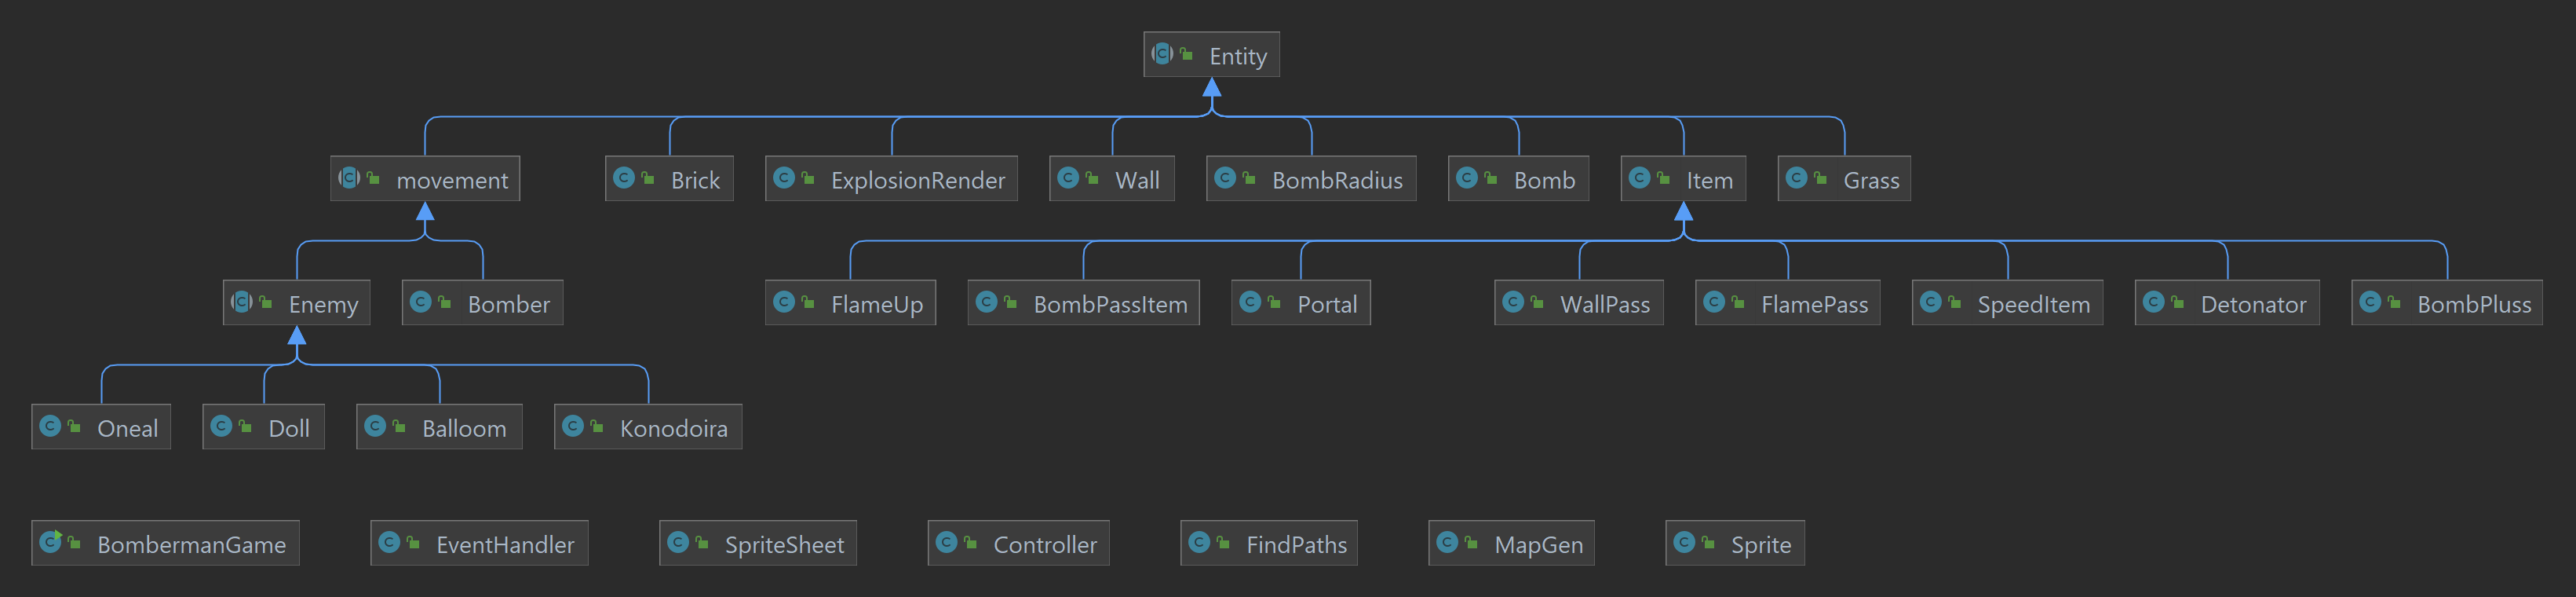 Entity
movement Brick ExplosionRender Wall BombRadius Bomb Item Grass
Enemy Bomber FlameUp BombPassItem Portal WallPass FlamePass SpeedItem Detonator BombPluss
Oneal Doll Balloom Konodoira
BombermanGame EventHandler SpriteSheet Controller FindPaths MapGen Sprite